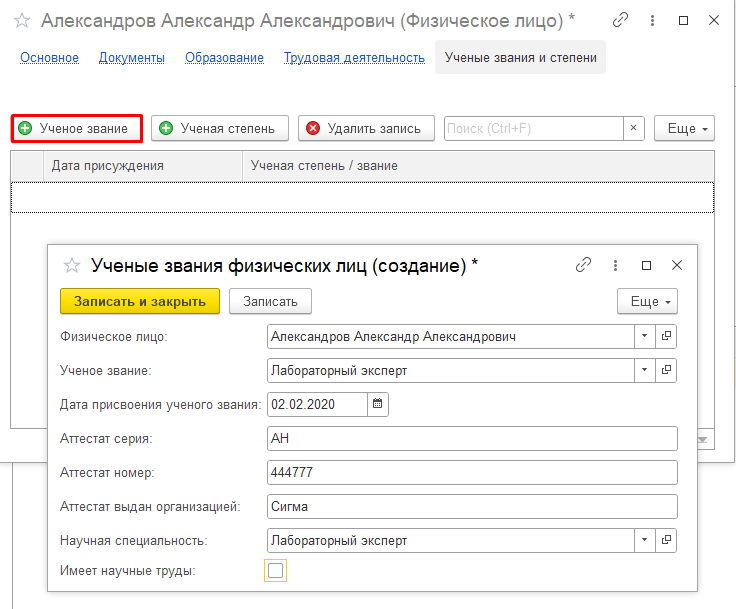 Александров Александр Александрович (Физическое лицо) *
Основное Документы Образование Трудовая деятельность Ученые звания и степени
Ученое звание Ученая степень Удалить запись Поиск (Ctrl+F) × Еще
Дата присуждения Ученая степень / звание
Ученые звания физических лиц (создание) *
Записать и закрыть Записать Еще
Физическое лицо: Александров Александр Александрович
Ученое звание: Лабораторный эксперт
Дата присвоения ученого звания: 02.02.2020
Аттестат серия: АН
Аттестат номер: 444777
Аттестат выдан организацией: Сигма
Научная специальность: Лабораторный эксперт
Имеет научные труды: